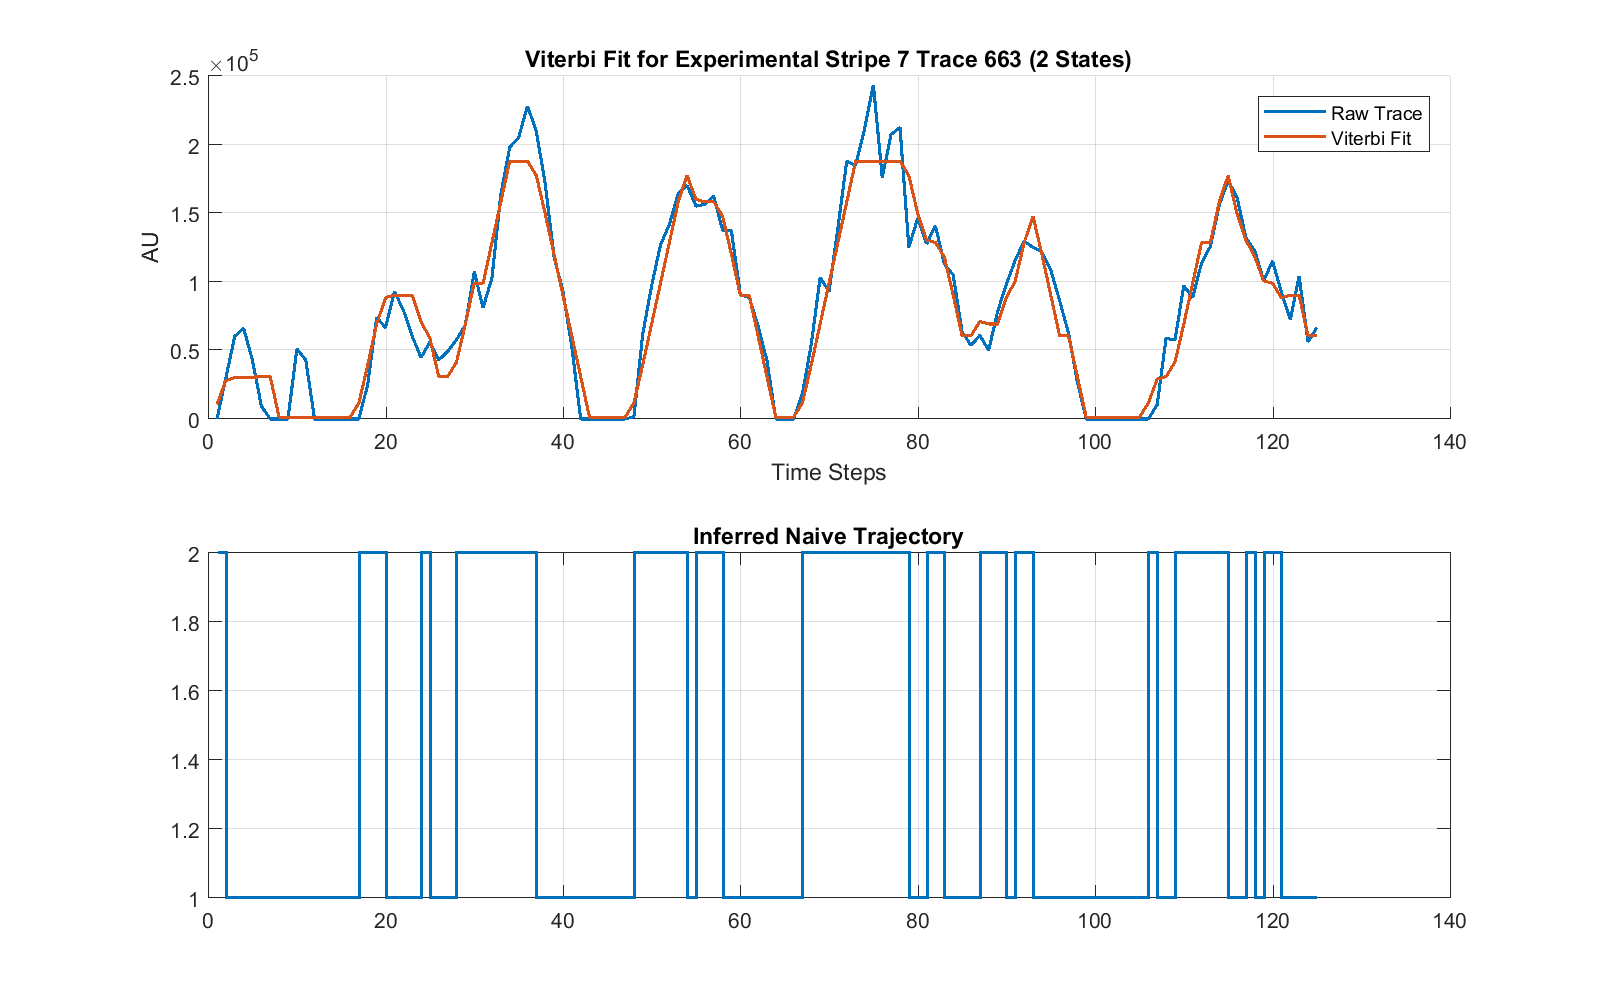 Viterbi Fit for Experimental Stripe 7 Trace 663 (2 States)
×10⁵
2.5
2
1.5
1
0.5
0
AU
Raw Trace
Viterbi Fit
0 20 40 60 80 100 120 140
Time Steps
Inferred Naive Trajectory
2
1.8
1.6
1.4
1.2
1
0 20 40 60 80 100 120 140